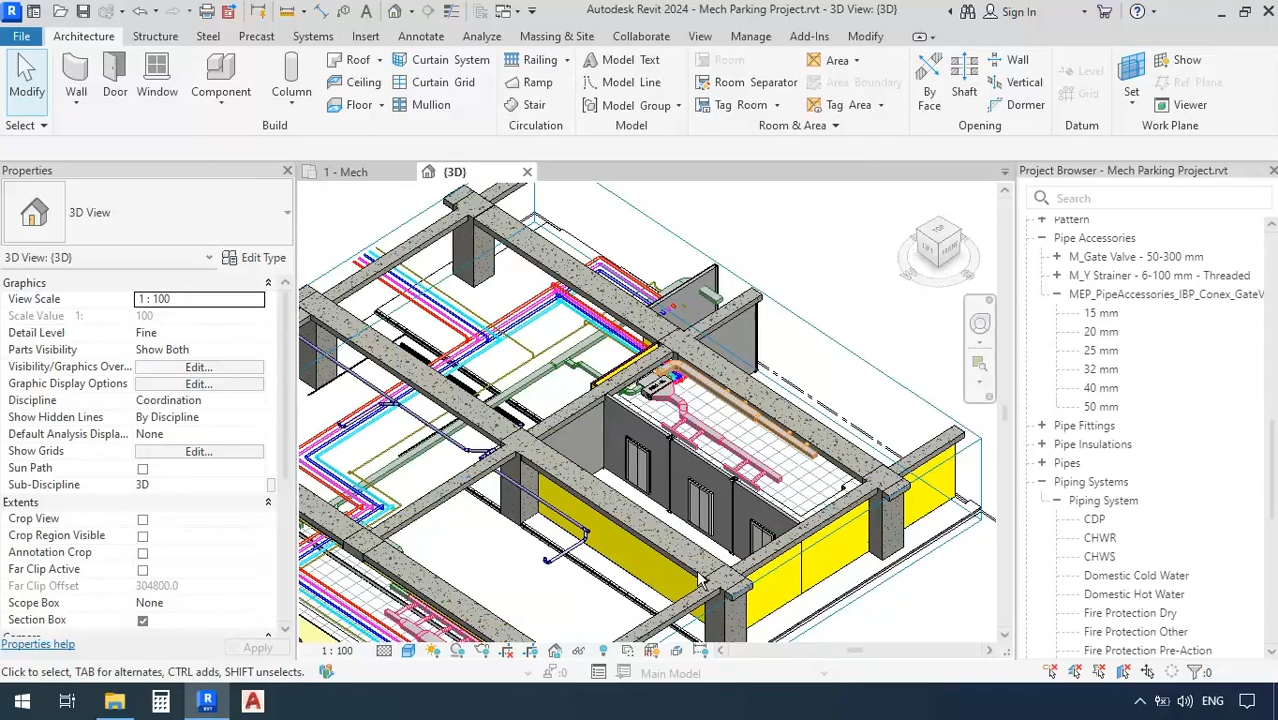 Autodesk Revit 2024 - Mech Parking Project.rvt - 3D View: {3D}
Sign In
File Architecture Structure Steel Precast Systems Insert Annotate Analyze Massing & Site Collaborate View Manage Add-Ins Modify
Modify Wall Door Window Component Column
Roof
Ceiling
Floor
Curtain System
Curtain Grid
Mullion
Railing
Ramp
Stair
Model Text
Model Line
Model Group
Room
Room Separator
Tag Room
Area
Area Boundary
Tag Area
By Face
Shaft
Wall
Vertical
Dormer
Level
Grid
Set
Show
Ref Plane
Viewer
Select Build Circulation Model Room & Area Opening Datum Work Plane
Properties
3D View
3D View: {3D}
Edit Type
Graphics
View Scale 1 : 100
Scale Value 1: 100
Detail Level Fine
Parts Visibility Show Both
Visibility/Graphics Over... Edit...
Graphic Display Options Edit...
Discipline Coordination
Show Hidden Lines By Discipline
Default Analysis Displa... None
Show Grids Edit...
Sun Path
Sub-Discipline 3D
Extents
Crop View
Crop Region Visible
Annotation Crop
Far Clip Active
Far Clip Offset 304800.0
Scope Box None
Section Box
Properties help
Apply
1 - Mech
{3D}
TOP
LEFT
FRONT
1 : 100
Project Browser - Mech Parking Project.rvt
Search
Pattern
Pipe Accessories
M_Gate Valve - 50-300 mm
M_Y Strainer - 6-100 mm - Threaded
MEP_PipeAccessories_IBP_Conex_GateV
15 mm
20 mm
25 mm
32 mm
40 mm
50 mm
Pipe Fittings
Pipe Insulations
Pipes
Piping Systems
Piping System
CDP
CHWR
CHWS
Domestic Cold Water
Domestic Hot Water
Fire Protection Dry
Fire Protection Other
Fire Protection Pre-Action
Click to select, TAB for alternates, CTRL adds, SHIFT unselects.
:0
Main Model
:0
ENG